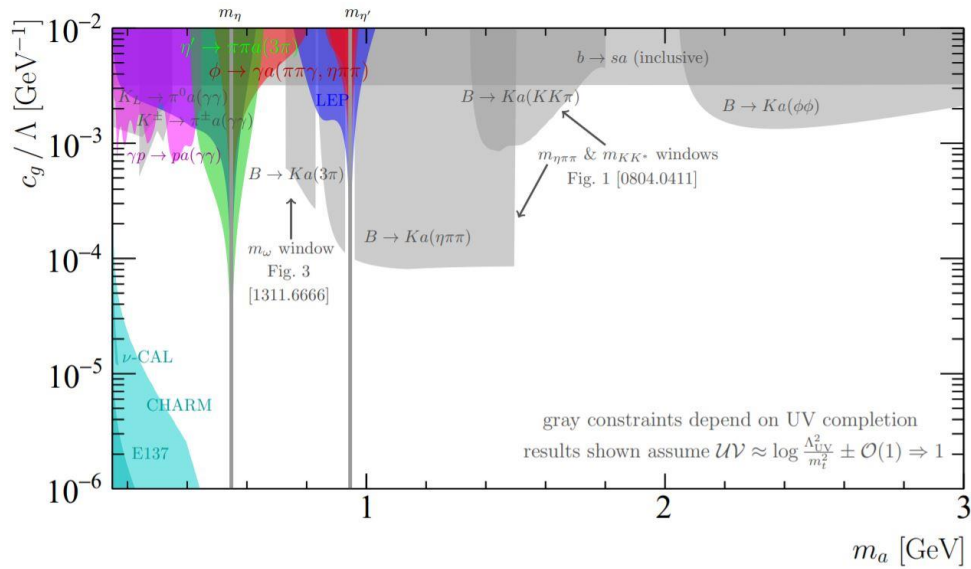 m_η
m_η′
10⁻²
10⁻³
10⁻⁴
10⁻⁵
10⁻⁶
c_g / Λ [GeV⁻¹]
η′ → ππa(3π)
ϕ → γa(ππγ, ηππ)
b → sa (inclusive)
K_L → π⁰a(γγ)
LEP
B → Ka(KKπ)
B → Ka(ϕϕ)
K^± → π^±a(γγ)
γp → pa(γγ)
m_ηππ & m_KK* windows
Fig. 1 [0804.0411]
B → Ka(3π)
B → Ka(ηππ)
m_ω window
Fig. 3
[1311.6666]
ν-CAL
CHARM
E137
gray constraints depend on UV completion
results shown assume 𝒰𝒱 ≈ log Λ²_UV/m²_t ± 𝒪(1) ⇒ 1
1
2
3
m_a [GeV]